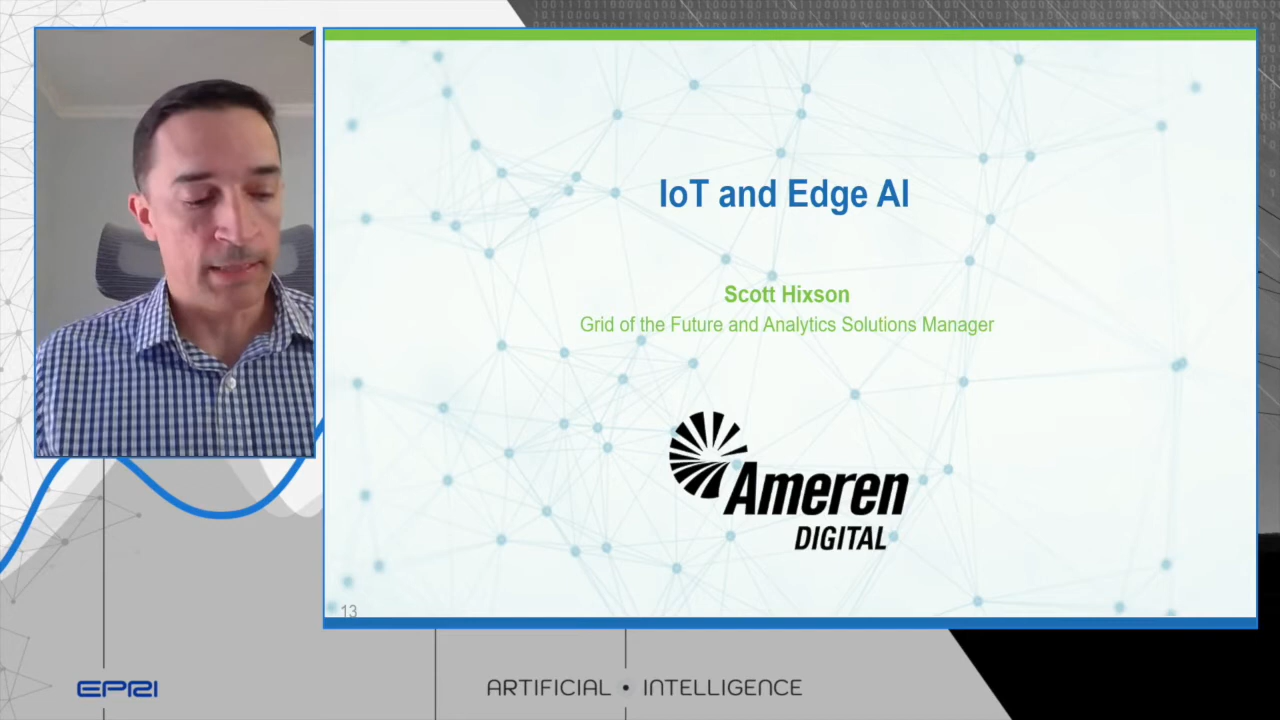 IoT and Edge AI
Scott Hixson
Grid of the Future and Analytics Solutions Manager
Ameren
DIGITAL
13
EPRI
ARTIFICIAL • INTELLIGENCE